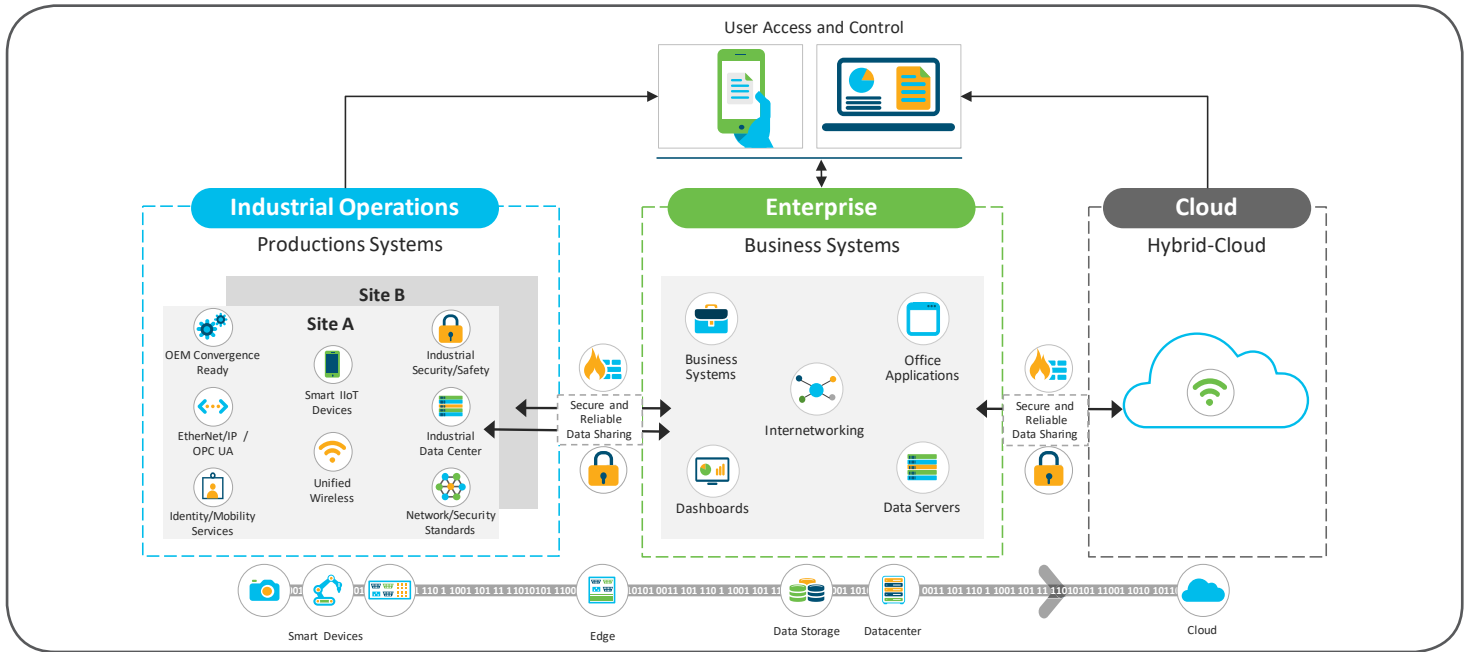 User Access and Control
Industrial Operations
Productions Systems
Site B
Site A
OEM Convergence
Ready
Smart IIoT
Devices
Industrial
Security/Safety
EtherNet/IP /
OPC UA
Industrial
Data Center
Unified
Wireless
Identity/Mobility
Services
Network/Security
Standards
Secure and
Reliable
Data Sharing
Enterprise
Business Systems
Business
Systems
Office
Applications
Internetworking
Dashboards
Data Servers
Secure and
Reliable
Data Sharing
Cloud
Hybrid-Cloud
Smart Devices
Edge
Data Storage
Datacenter
Cloud